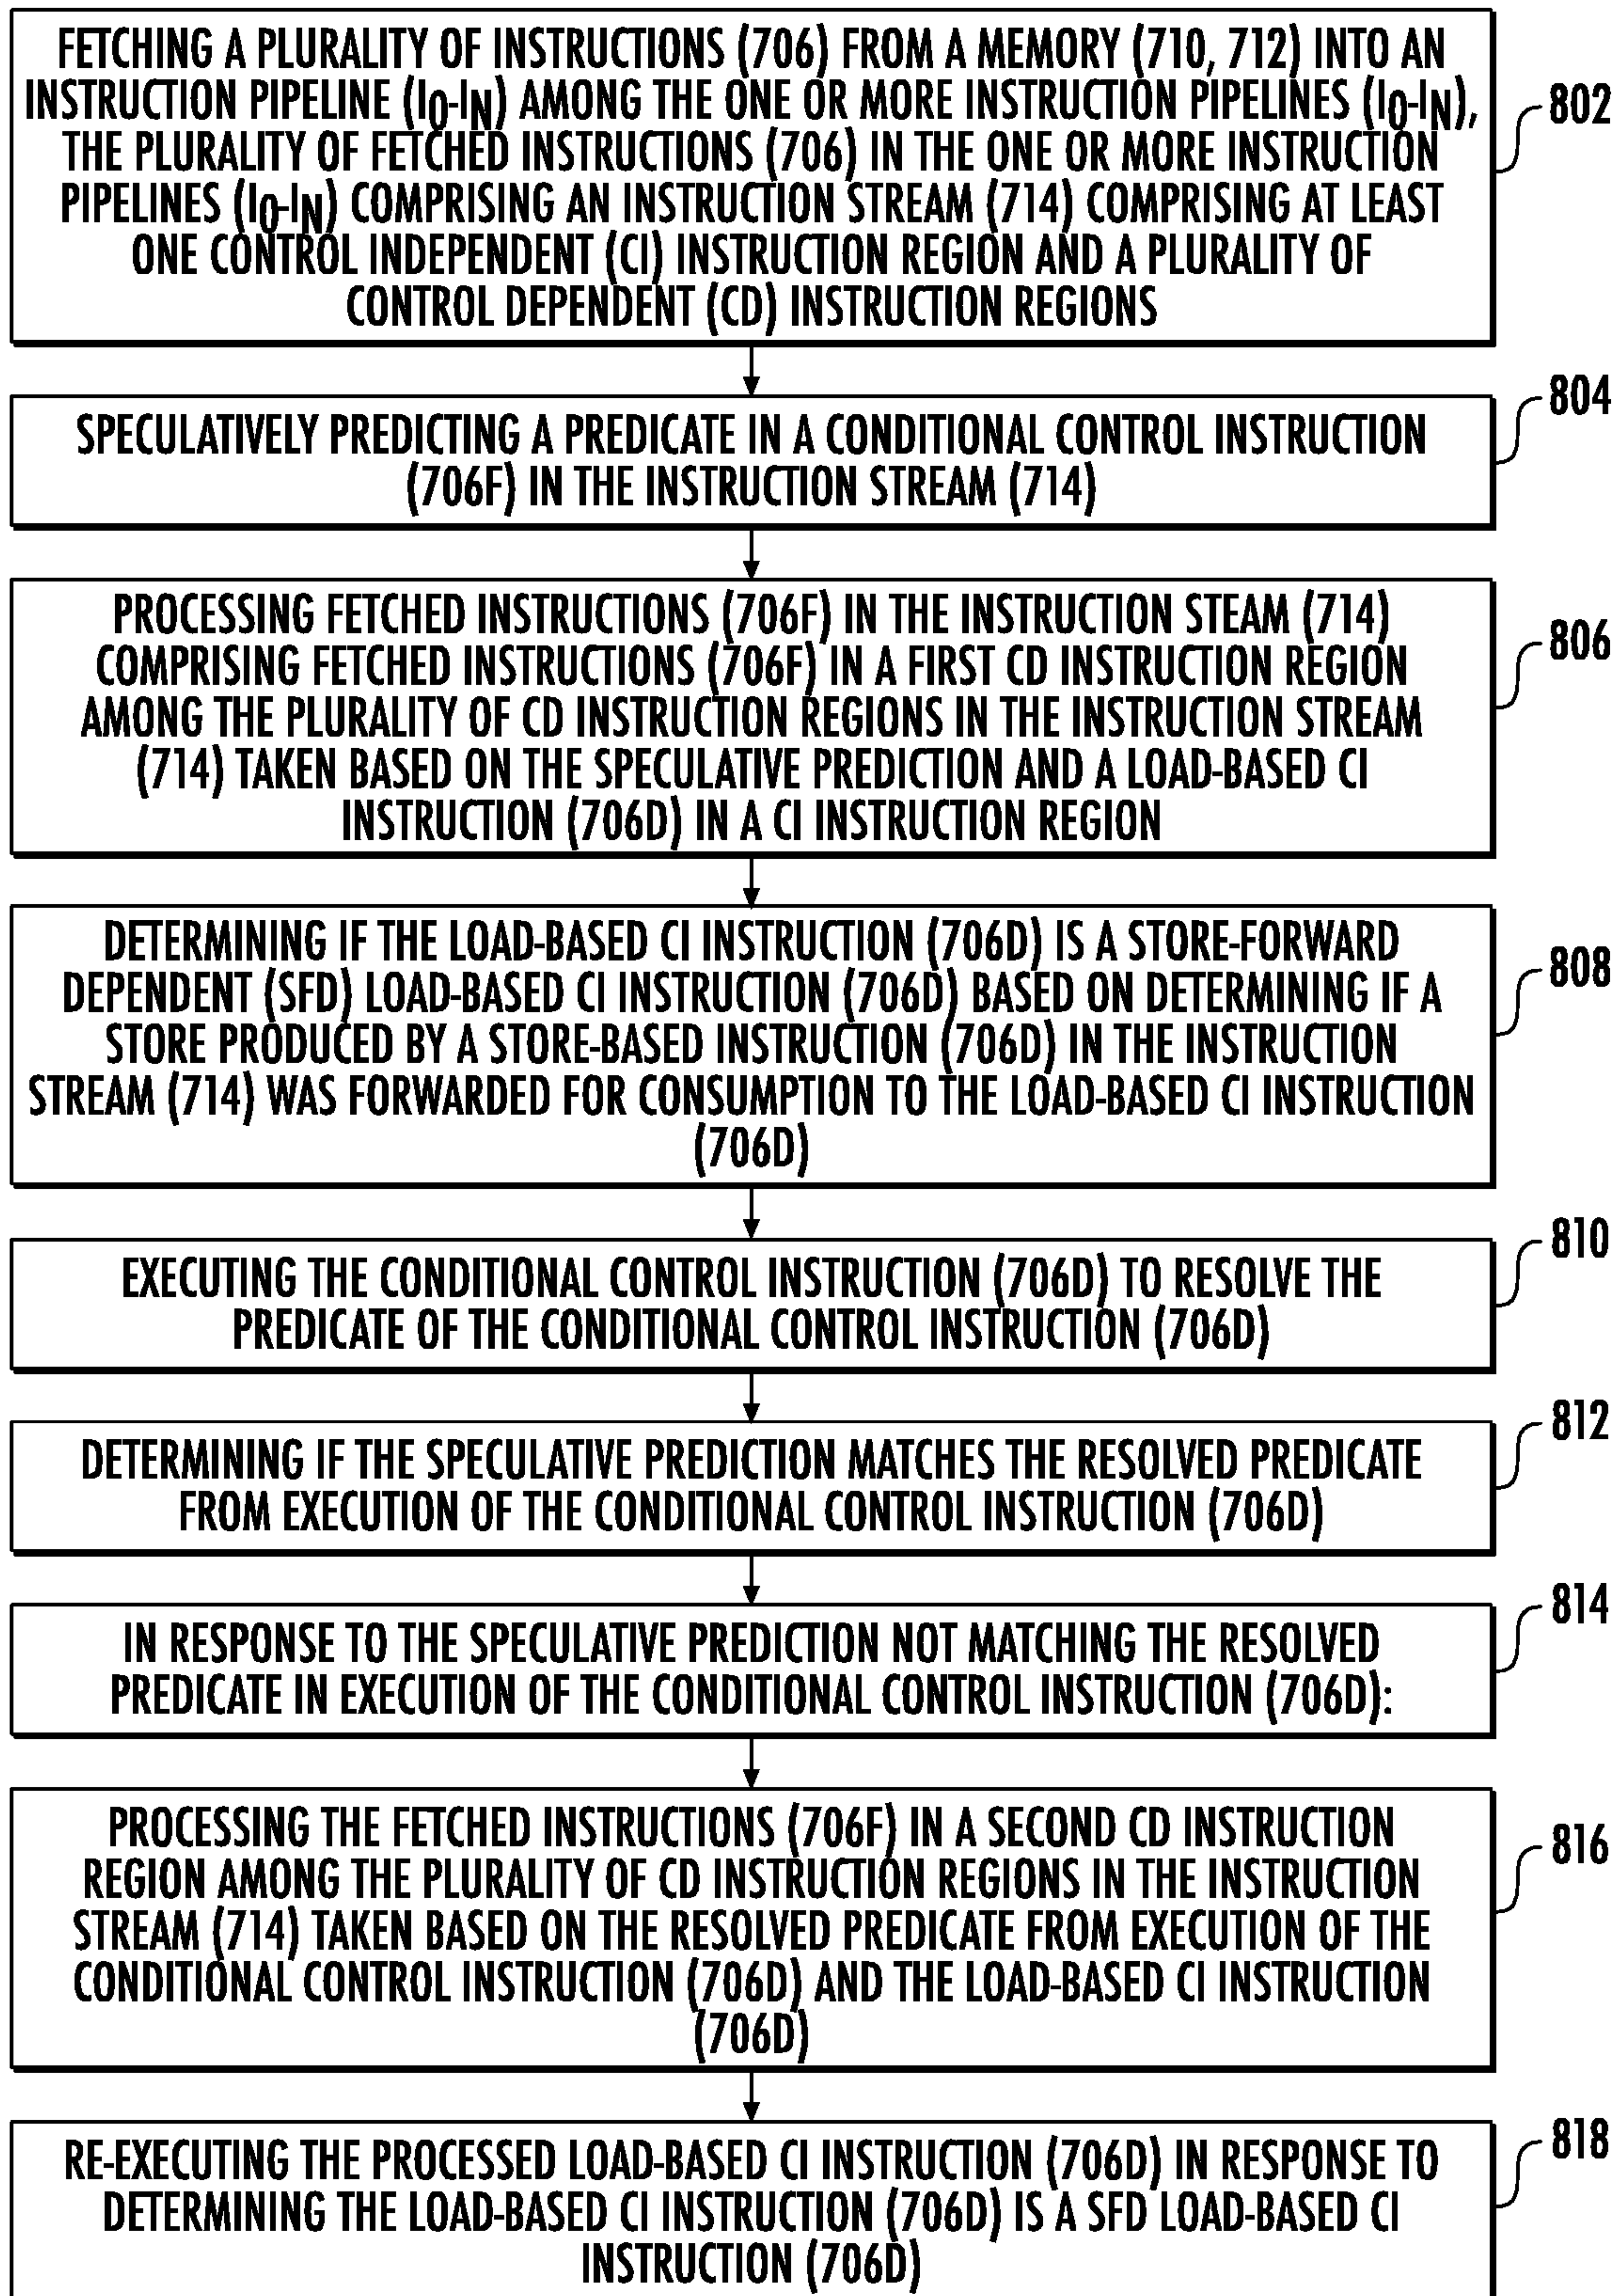 FETCHING A PLURALITY OF INSTRUCTIONS (706) FROM A MEMORY (710, 712) INTO AN
INSTRUCTION PIPELINE (I0-IN) AMONG THE ONE OR MORE INSTRUCTION PIPELINES (I0-IN),
THE PLURALITY OF FETCHED INSTRUCTIONS (706) IN THE ONE OR MORE INSTRUCTION
PIPELINES (I0-IN) COMPRISING AN INSTRUCTION STREAM (714) COMPRISING AT LEAST
ONE CONTROL INDEPENDENT (CI) INSTRUCTION REGION AND A PLURALITY OF
CONTROL DEPENDENT (CD) INSTRUCTION REGIONS
802
SPECULATIVELY PREDICTING A PREDICATE IN A CONDITIONAL CONTROL INSTRUCTION
(706F) IN THE INSTRUCTION STREAM (714)
804
PROCESSING FETCHED INSTRUCTIONS (706F) IN THE INSTRUCTION STEAM (714)
COMPRISING FETCHED INSTRUCTIONS (706F) IN A FIRST CD INSTRUCTION REGION
AMONG THE PLURALITY OF CD INSTRUCTION REGIONS IN THE INSTRUCTION STREAM
(714) TAKEN BASED ON THE SPECULATIVE PREDICTION AND A LOAD-BASED CI
INSTRUCTION (706D) IN A CI INSTRUCTION REGION
806
DETERMINING IF THE LOAD-BASED CI INSTRUCTION (706D) IS A STORE-FORWARD
DEPENDENT (SFD) LOAD-BASED CI INSTRUCTION (706D) BASED ON DETERMINING IF A
STORE PRODUCED BY A STORE-BASED INSTRUCTION (706D) IN THE INSTRUCTION
STREAM (714) WAS FORWARDED FOR CONSUMPTION TO THE LOAD-BASED CI INSTRUCTION
(706D)
808
EXECUTING THE CONDITIONAL CONTROL INSTRUCTION (706D) TO RESOLVE THE
PREDICATE OF THE CONDITIONAL CONTROL INSTRUCTION (706D)
810
DETERMINING IF THE SPECULATIVE PREDICTION MATCHES THE RESOLVED PREDICATE
FROM EXECUTION OF THE CONDITIONAL CONTROL INSTRUCTION (706D)
812
IN RESPONSE TO THE SPECULATIVE PREDICTION NOT MATCHING THE RESOLVED
PREDICATE IN EXECUTION OF THE CONDITIONAL CONTROL INSTRUCTION (706D):
814
PROCESSING THE FETCHED INSTRUCTIONS (706F) IN A SECOND CD INSTRUCTION
REGION AMONG THE PLURALITY OF CD INSTRUCTION REGIONS IN THE INSTRUCTION
STREAM (714) TAKEN BASED ON THE RESOLVED PREDICATE FROM EXECUTION OF THE
CONDITIONAL CONTROL INSTRUCTION (706D) AND THE LOAD-BASED CI INSTRUCTION
(706D)
816
RE-EXECUTING THE PROCESSED LOAD-BASED CI INSTRUCTION (706D) IN RESPONSE TO
DETERMINING THE LOAD-BASED CI INSTRUCTION (706D) IS A SFD LOAD-BASED CI
INSTRUCTION (706D)
818